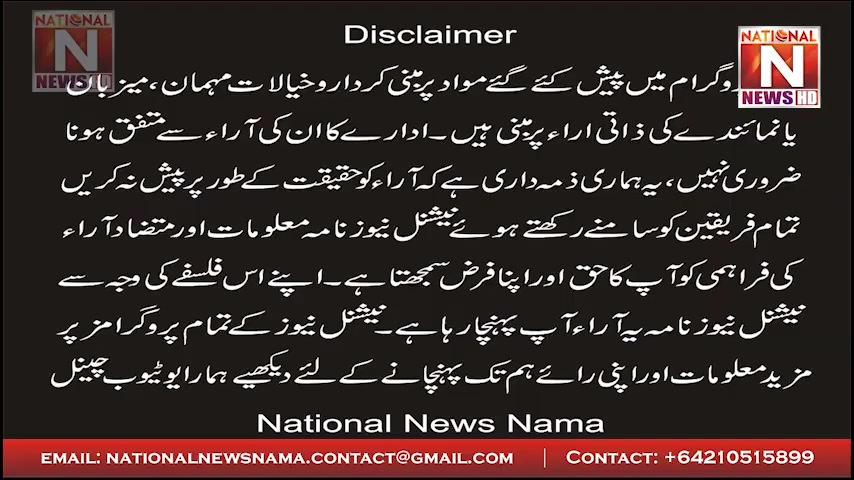 NATIONAL
N
NEWS HD
Disclaimer
NATIONAL
N
NEWS HD
روگرام میں پیش کئے گئے مواد پر مبنی کردار و خیالات مہمان، میزبان
یا نمائندے کی ذاتی اراء پر مبنی ہیں۔ ادارے کا ان کی آراء سے متفق ہونا
ضروری نہیں، یہ ہماری ذمہ داری ہے کہ آراء کو حقیقت کے طور پر پیش نہ کریں
تمام فریقین کو سامنے رکھتے ہوئے نیشنل نیوز نامہ معلومات اور متضاد آراء
کی فراہمی کو آپ کا حق اور اپنا فرض سمجھتا ہے۔ اپنے اس فلسفے کی وجہ سے
نیشنل نیوز نامہ یہ آراء آپ پہنچا رہا ہے۔ نیشنل نیوز کے تمام پروگرامز پر
مزید معلومات اور اپنی رائے ہم تک پہنچانے کے لئے دیکھیے ہمارا یوٹیوب چینل
National News Nama
EMAIL: NATIONALNEWSNAMA.CONTACT@GMAIL.COM | CONTACT: +64210515899